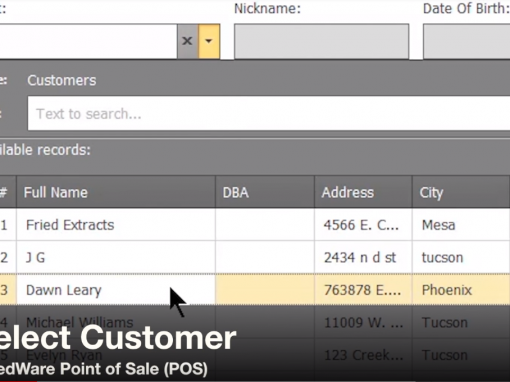 : Nickname: Date Of Birth:
x
e: Customers
: Text to search...
ilable records:
# Full Name DBA Address City
1 Fried Extracts 4566 E. C... Mesa
2 J G 2434 n d st tucson
3 Dawn Leary 763878 E.... Phoenix
4 Michael Williams 11009 W. ... Tucson
5 Evelyn Ryan 123 Creek... Tucson
elect Customer
edWare Point of Sale (POS)